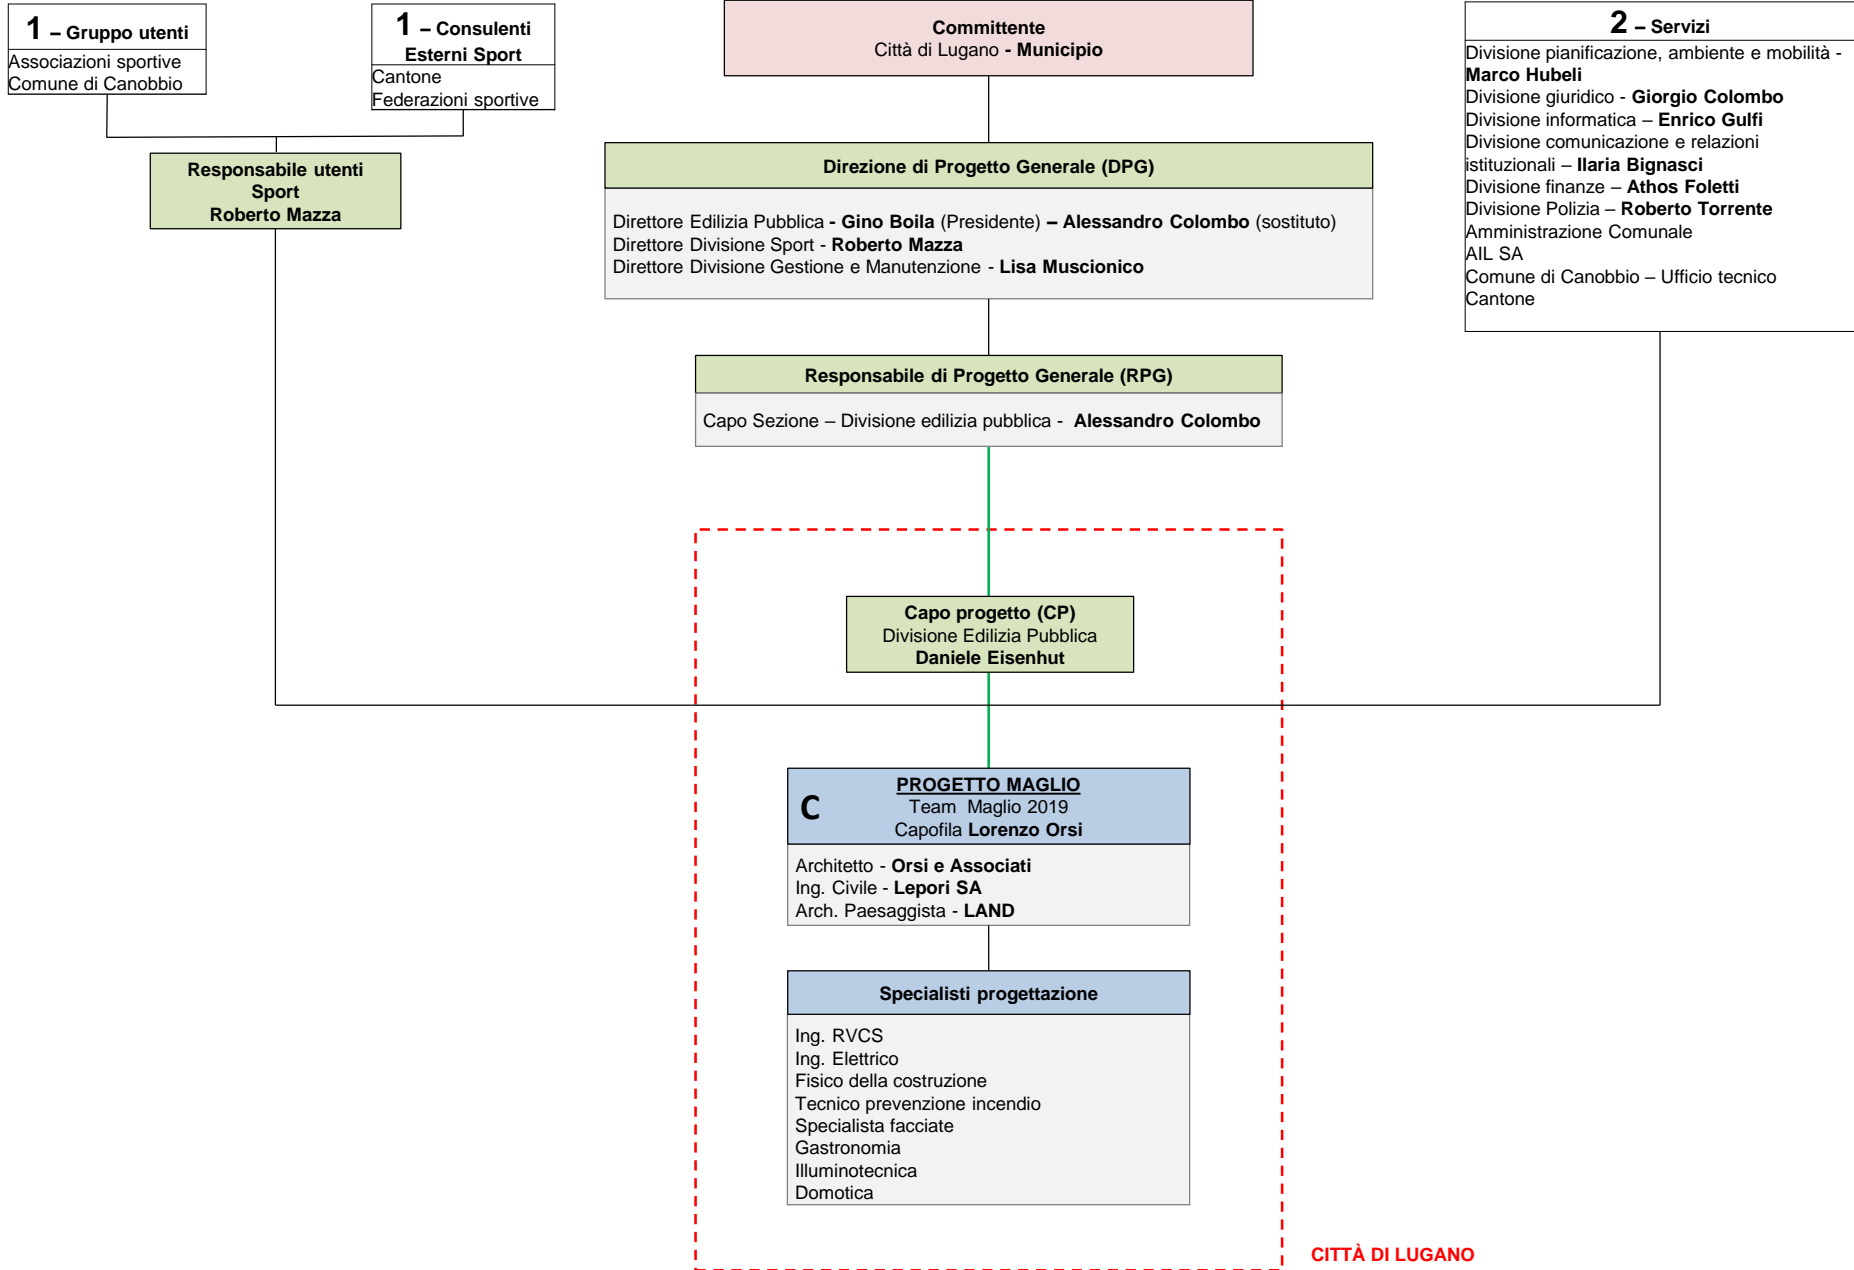 1 – Gruppo utenti
Associazioni sportive
Comune di Canobbio
1 – Consulenti
Esterni Sport
Cantone
Federazioni sportive
Committente
Città di Lugano - Municipio
2 – Servizi
Divisione pianificazione, ambiente e mobilità -
Marco Hubeli
Divisione giuridico - Giorgio Colombo
Divisione informatica – Enrico Gulfi
Divisione comunicazione e relazioni
istituzionali – Ilaria Bignasci
Divisione finanze – Athos Foletti
Divisione Polizia – Roberto Torrente
Amministrazione Comunale
AIL SA
Comune di Canobbio – Ufficio tecnico
Cantone
Responsabile utenti
Sport
Roberto Mazza
Direzione di Progetto Generale (DPG)
Direttore Edilizia Pubblica - Gino Boila (Presidente) – Alessandro Colombo (sostituto)
Direttore Divisione Sport - Roberto Mazza
Direttore Divisione Gestione e Manutenzione - Lisa Muscionico
Responsabile di Progetto Generale (RPG)
Capo Sezione – Divisione edilizia pubblica - Alessandro Colombo
Capo progetto (CP)
Divisione Edilizia Pubblica
Daniele Eisenhut
C
PROGETTO MAGLIO
Team Maglio 2019
Capofila Lorenzo Orsi
Architetto - Orsi e Associati
Ing. Civile - Lepori SA
Arch. Paesaggista - LAND
Specialisti progettazione
Ing. RVCS
Ing. Elettrico
Fisico della costruzione
Tecnico prevenzione incendio
Specialista facciate
Gastronomia
Illuminotecnica
Domotica
CITTÀ DI LUGANO